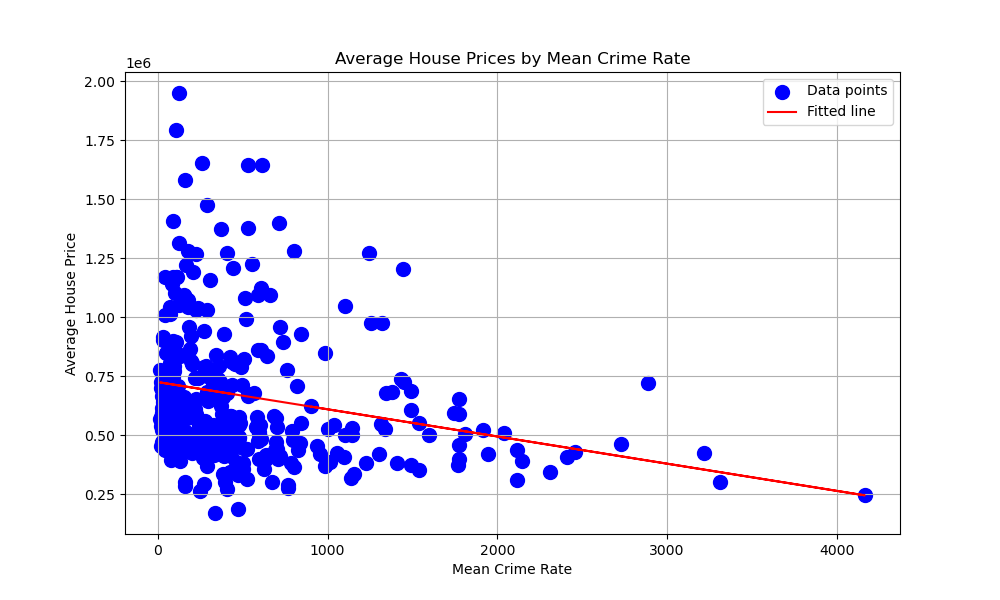 Average House Prices by Mean Crime Rate
1e6
2.00
1.75
1.50
1.25
1.00
0.75
0.50
0.25
Average House Price
Data points
Fitted line
0 1000 2000 3000 4000
Mean Crime Rate